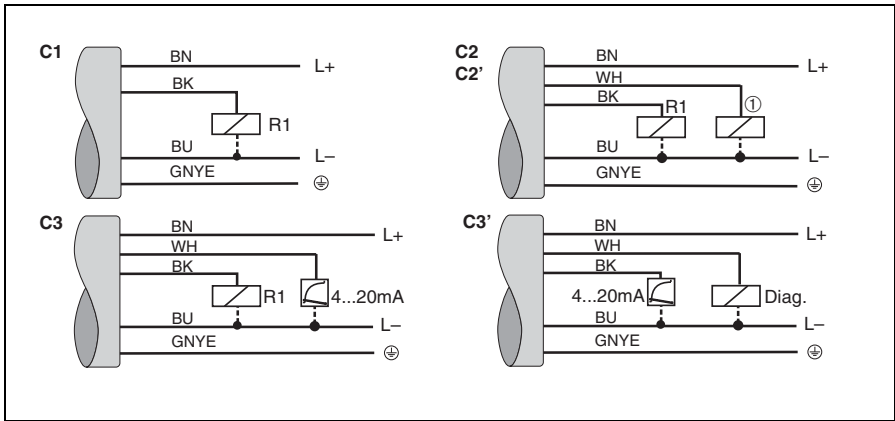 C1
BN
L+
BK
R1
BU
L–
GNYE
C2
C2’
BN
L+
WH
BK
R1
①
BU
L–
GNYE
C3
BN
L+
WH
BK
R1
4...20mA
BU
L–
GNYE
C3’
BN
L+
WH
BK
4...20mA
Diag.
BU
L–
GNYE